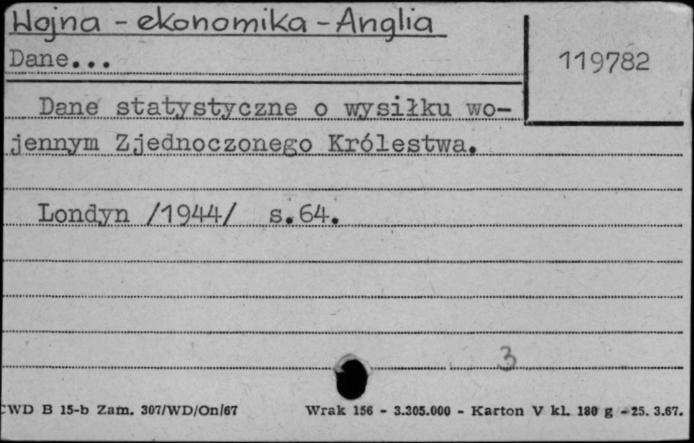 Wojna - ekonomika - Anglia
Dane...
119782
Dane statystyczne o wysiłku wo-
jennym Zjednoczonego Królestwa.
Londyn /1944/ s.64.
3
CWD B 15-b Zam. 307/WD/On/67 Wrak 156 - 3.305.000 - Karton V kl. 180 g - 25. 3.67.